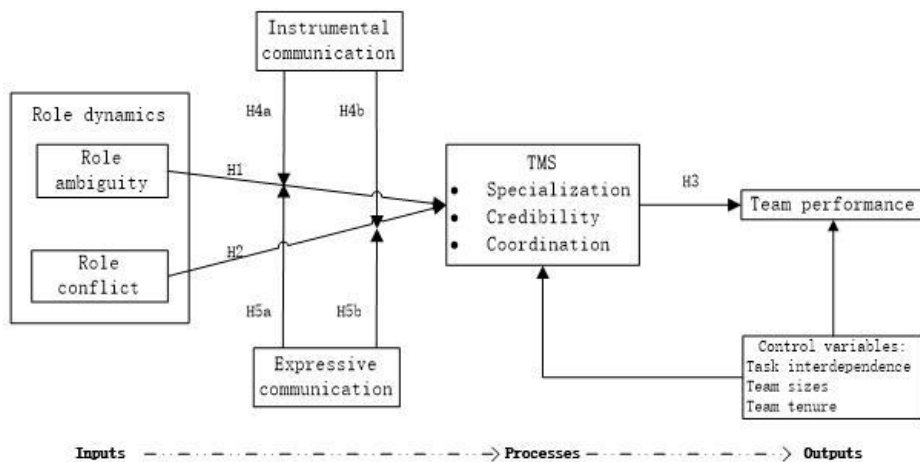 Instrumental
communication
Role dynamics
H4a
H4b
Role
ambiguity
H1
TMS
• Specialization
• Credibility
• Coordination
H3
Team performance
Role
conflict
H2
H5a
H5b
Expressive
communication
Control variables:
Task interdependence
Team sizes
Team tenure
Inputs
Processes
Outputs